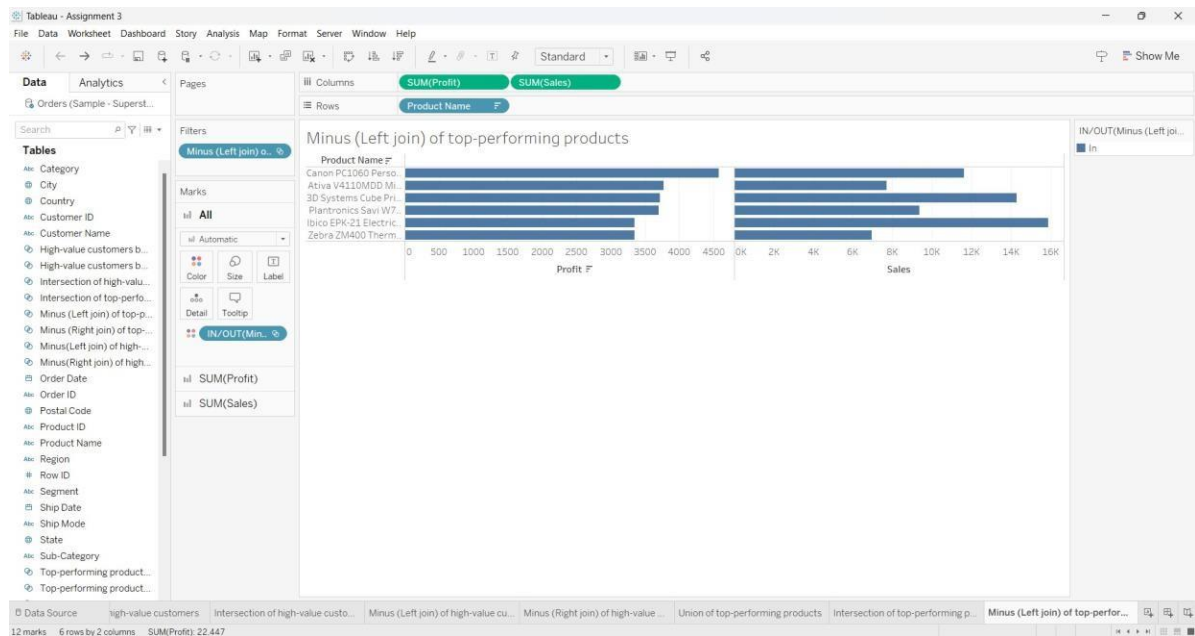 Tableau - Assignment 3
File Data Worksheet Dashboard Story Analysis Map Format Server Window Help
Standard
Show Me
Data Analytics
Orders (Sample - Superst...
Search
Tables
Abc Category
City
Country
Abc Customer ID
Abc Customer Name
High-value customers b...
High-value customers b...
Intersection of high-valu...
Intersection of top-perfo...
Minus (Left join) of top-p...
Minus (Right join) of top-...
Minus(Left join) of high-...
Minus(Right join) of high...
Order Date
Abc Order ID
Postal Code
Abc Product ID
Abc Product Name
Abc Region
# Row ID
Abc Segment
Ship Date
Abc Ship Mode
State
Abc Sub-Category
Top-performing product...
Top-performing product...
Pages
Filters
Minus (Left join) o..
Marks
All
Automatic
Color Size Label
Detail Tooltip
IN/OUT(Min..
SUM(Profit)
SUM(Sales)
Columns SUM(Profit) SUM(Sales)
Rows Product Name
Minus (Left join) of top-performing products
Product Name
Canon PC1060 Perso..
Ativa V4110MDD Mi..
3D Systems Cube Pri..
Plantronics Savi W7..
Ibico EPK-21 Electric..
Zebra ZM400 Therm..
0 500 1000 1500 2000 2500 3000 3500 4000 4500 0K 2K 4K 6K 8K 10K 12K 14K 16K
Profit Sales
IN/OUT(Minus (Left joi...
In
Data Source high-value customers Intersection of high-value custo... Minus (Left join) of high-value cu... Minus (Right join) of high-value ... Union of top-performing products Intersection of top-performing p... Minus (Left join) of top-perfor...
12 marks 6 rows by 2 columns SUM(Profit): 22,447